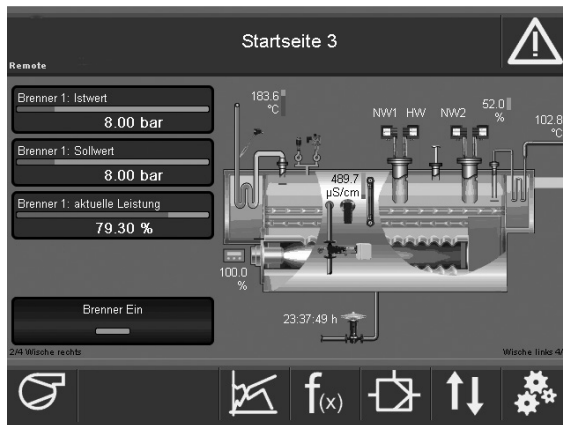 Startseite 3
Remote
Brenner 1: Istwert
8.00 bar
Brenner 1: Sollwert
8.00 bar
Brenner 1: aktuelle Leistung
79.30 %
Brenner Ein
183.6
°C
NW1 HW NW2
52.0
%
102.8
°C
489.7
µS/cm
100.0
%
23:37:49 h
2/4 Wische rechts
Wische links 4/
f(x)